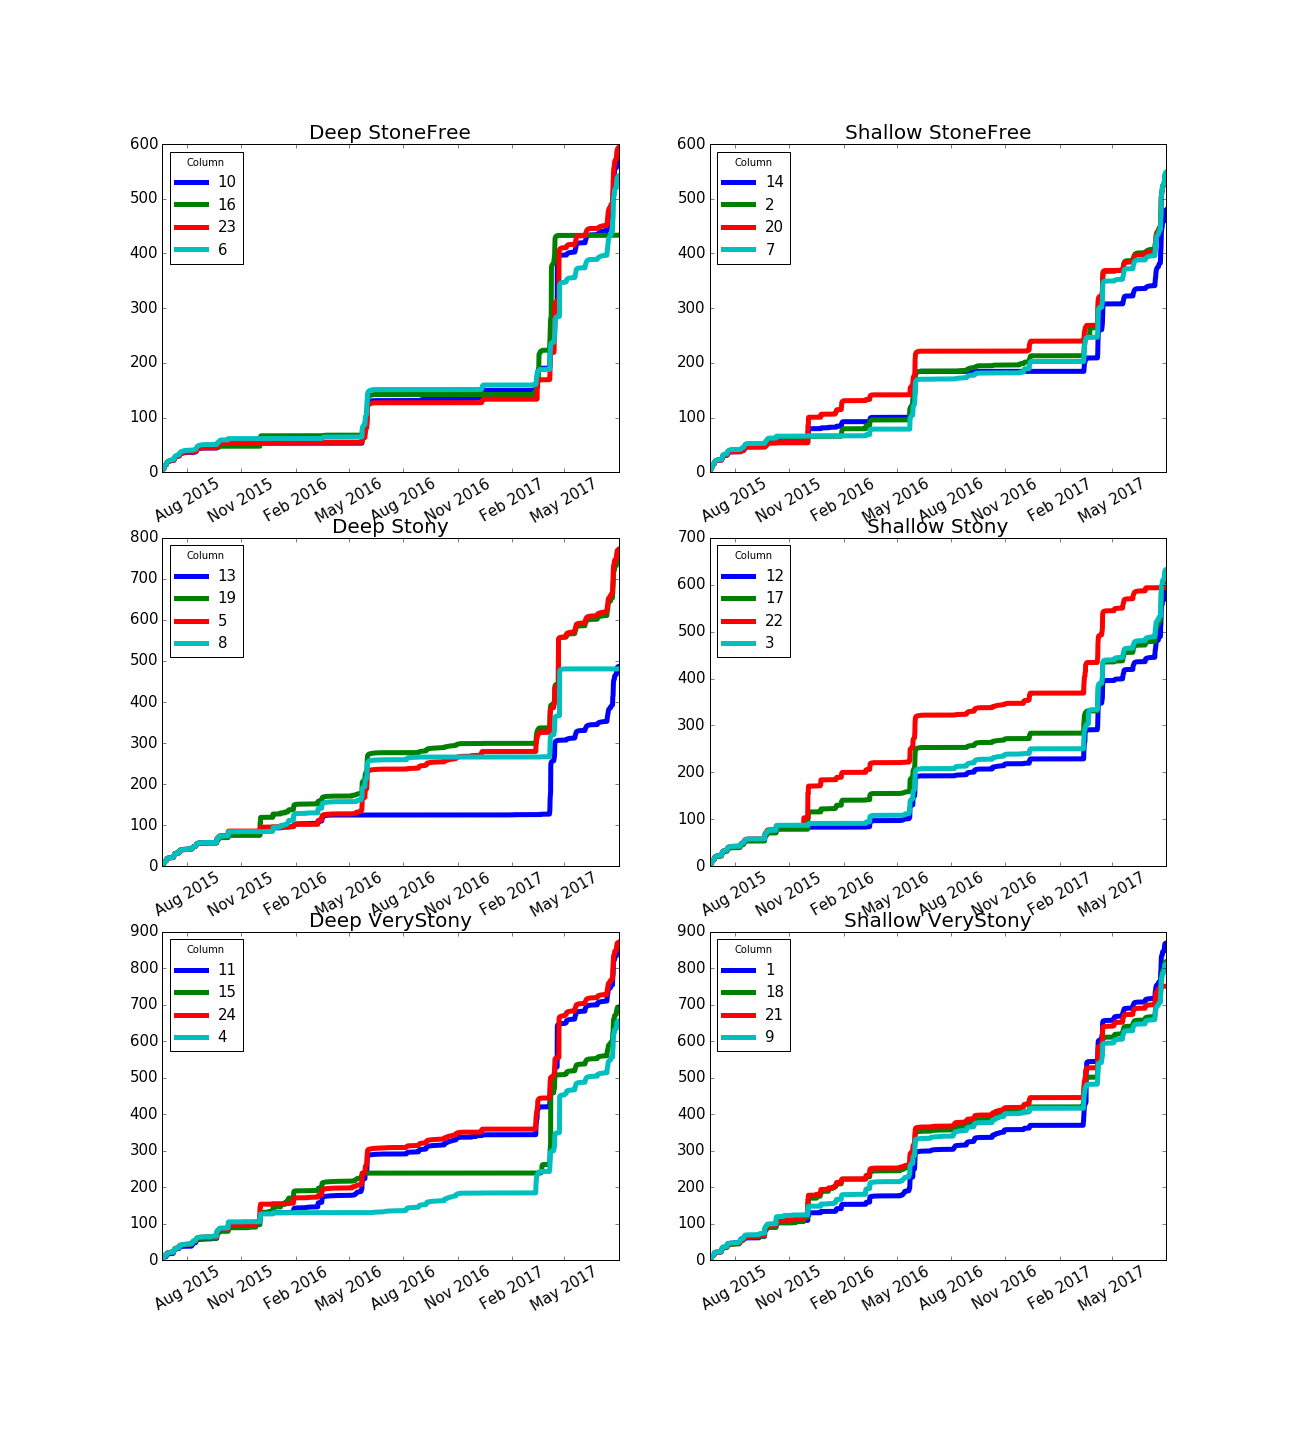 Deep StoneFree
Shallow StoneFree
600
500
400
300
200
100
0
Column
10
16
23
6
Aug 2015
Nov 2015
Feb 2016
May 2016
Aug 2016
Nov 2016
Feb 2017
May 2017
600
500
400
300
200
100
0
Column
14
2
20
7
Aug 2015
Nov 2015
Feb 2016
May 2016
Aug 2016
Nov 2016
Feb 2017
May 2017
Deep Stony
Shallow Stony
800
700
600
500
400
300
200
100
0
Column
13
19
5
8
Aug 2015
Nov 2015
Feb 2016
May 2016
Aug 2016
Nov 2016
Feb 2017
May 2017
700
600
500
400
300
200
100
0
Column
12
17
22
3
Aug 2015
Nov 2015
Feb 2016
May 2016
Aug 2016
Nov 2016
Feb 2017
May 2017
Deep VeryStony
Shallow VeryStony
900
800
700
600
500
400
300
200
100
0
Column
11
15
24
4
Aug 2015
Nov 2015
Feb 2016
May 2016
Aug 2016
Nov 2016
Feb 2017
May 2017
900
800
700
600
500
400
300
200
100
0
Column
1
18
21
9
Aug 2015
Nov 2015
Feb 2016
May 2016
Aug 2016
Nov 2016
Feb 2017
May 2017